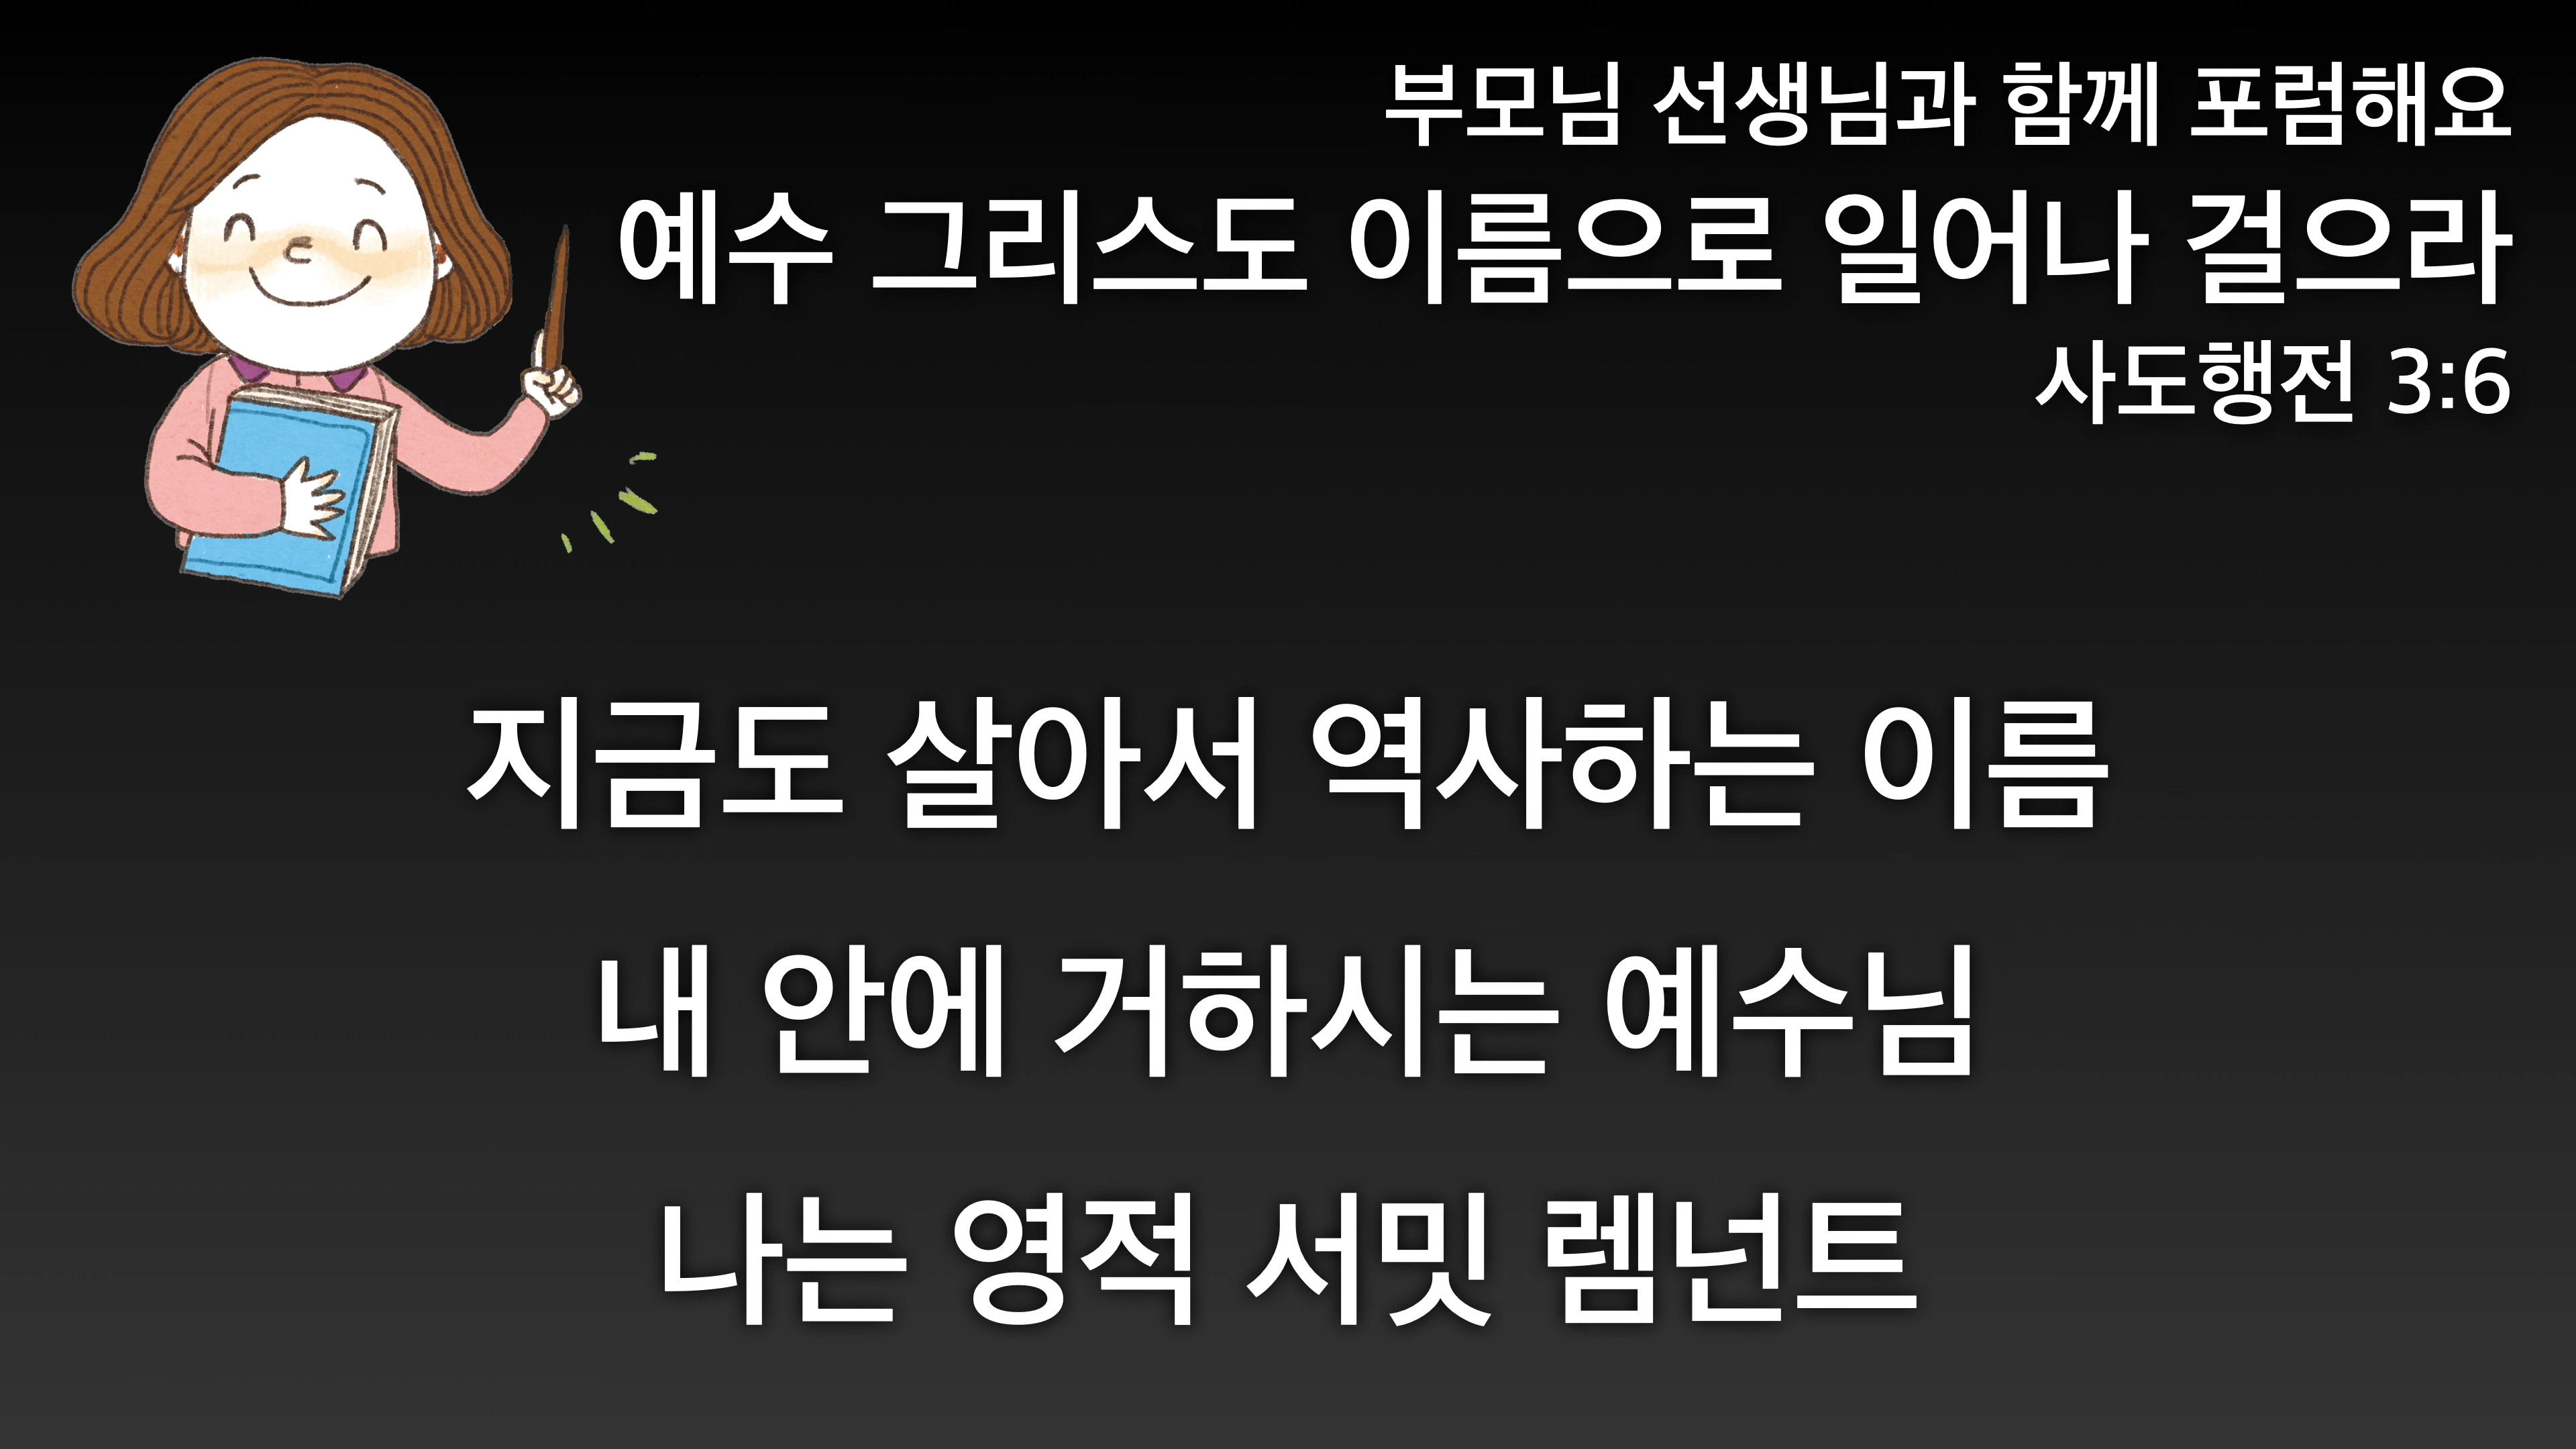 부모님 선생님과 함께 포럼해요
예수 그리스도 이름으로 일어나 걸으라
사도행전 3:6
지금도 살아서 역사하는 이름
내 안에 거하시는 예수님
나는 영적 서밋 렘넌트